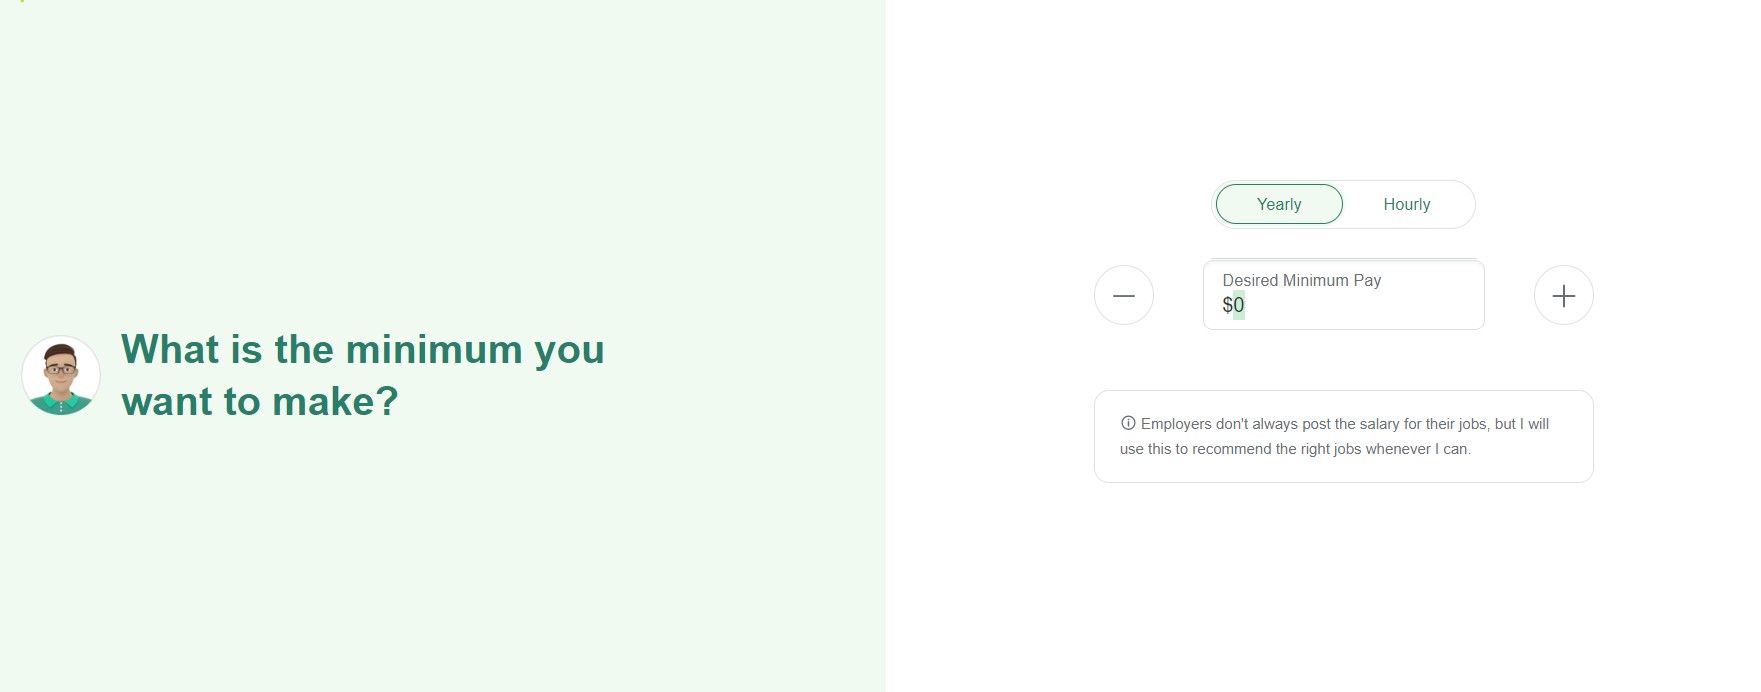 What is the minimum you
want to make?
Yearly
Hourly
Desired Minimum Pay
$0
Employers don't always post the salary for their jobs, but I will
use this to recommend the right jobs whenever I can.